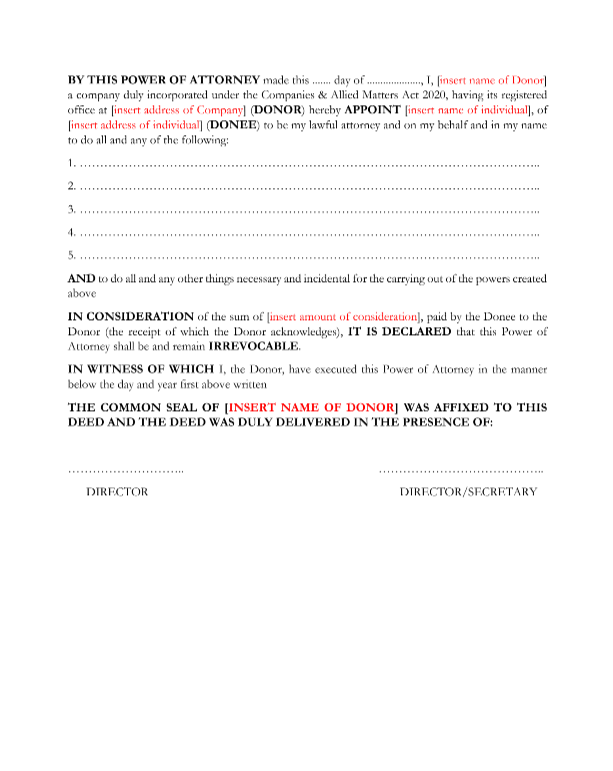 BY THIS POWER OF ATTORNEY made this ....... day of ....................., I, [insert name of Donor]
a company duly incorporated under the Companies & Allied Matters Act 2020, having its registered
office at [insert address of Company] (DONOR) hereby APPOINT [insert name of individual], of
[insert address of individual] (DONEE) to be my lawful attorney and on my behalf and in my name
to do all and any of the following:
1. ……………………………………………………………………………………………………..
2. ……………………………………………………………………………………………………..
3. ……………………………………………………………………………………………………..
4. ……………………………………………………………………………………………………..
5. ……………………………………………………………………………………………………..
AND to do all and any other things necessary and incidental for the carrying out of the powers created
above
IN CONSIDERATION of the sum of [insert amount of consideration], paid by the Donee to the
Donor (the receipt of which the Donor acknowledges), IT IS DECLARED that this Power of
Attorney shall be and remain IRREVOCABLE.
IN WITNESS OF WHICH I, the Donor, have executed this Power of Attorney in the manner
below the day and year first above written
THE COMMON SEAL OF [INSERT NAME OF DONOR] WAS AFFIXED TO THIS
DEED AND THE DEED WAS DULY DELIVERED IN THE PRESENCE OF:
……………………….. …………………………………..
DIRECTOR DIRECTOR/SECRETARY